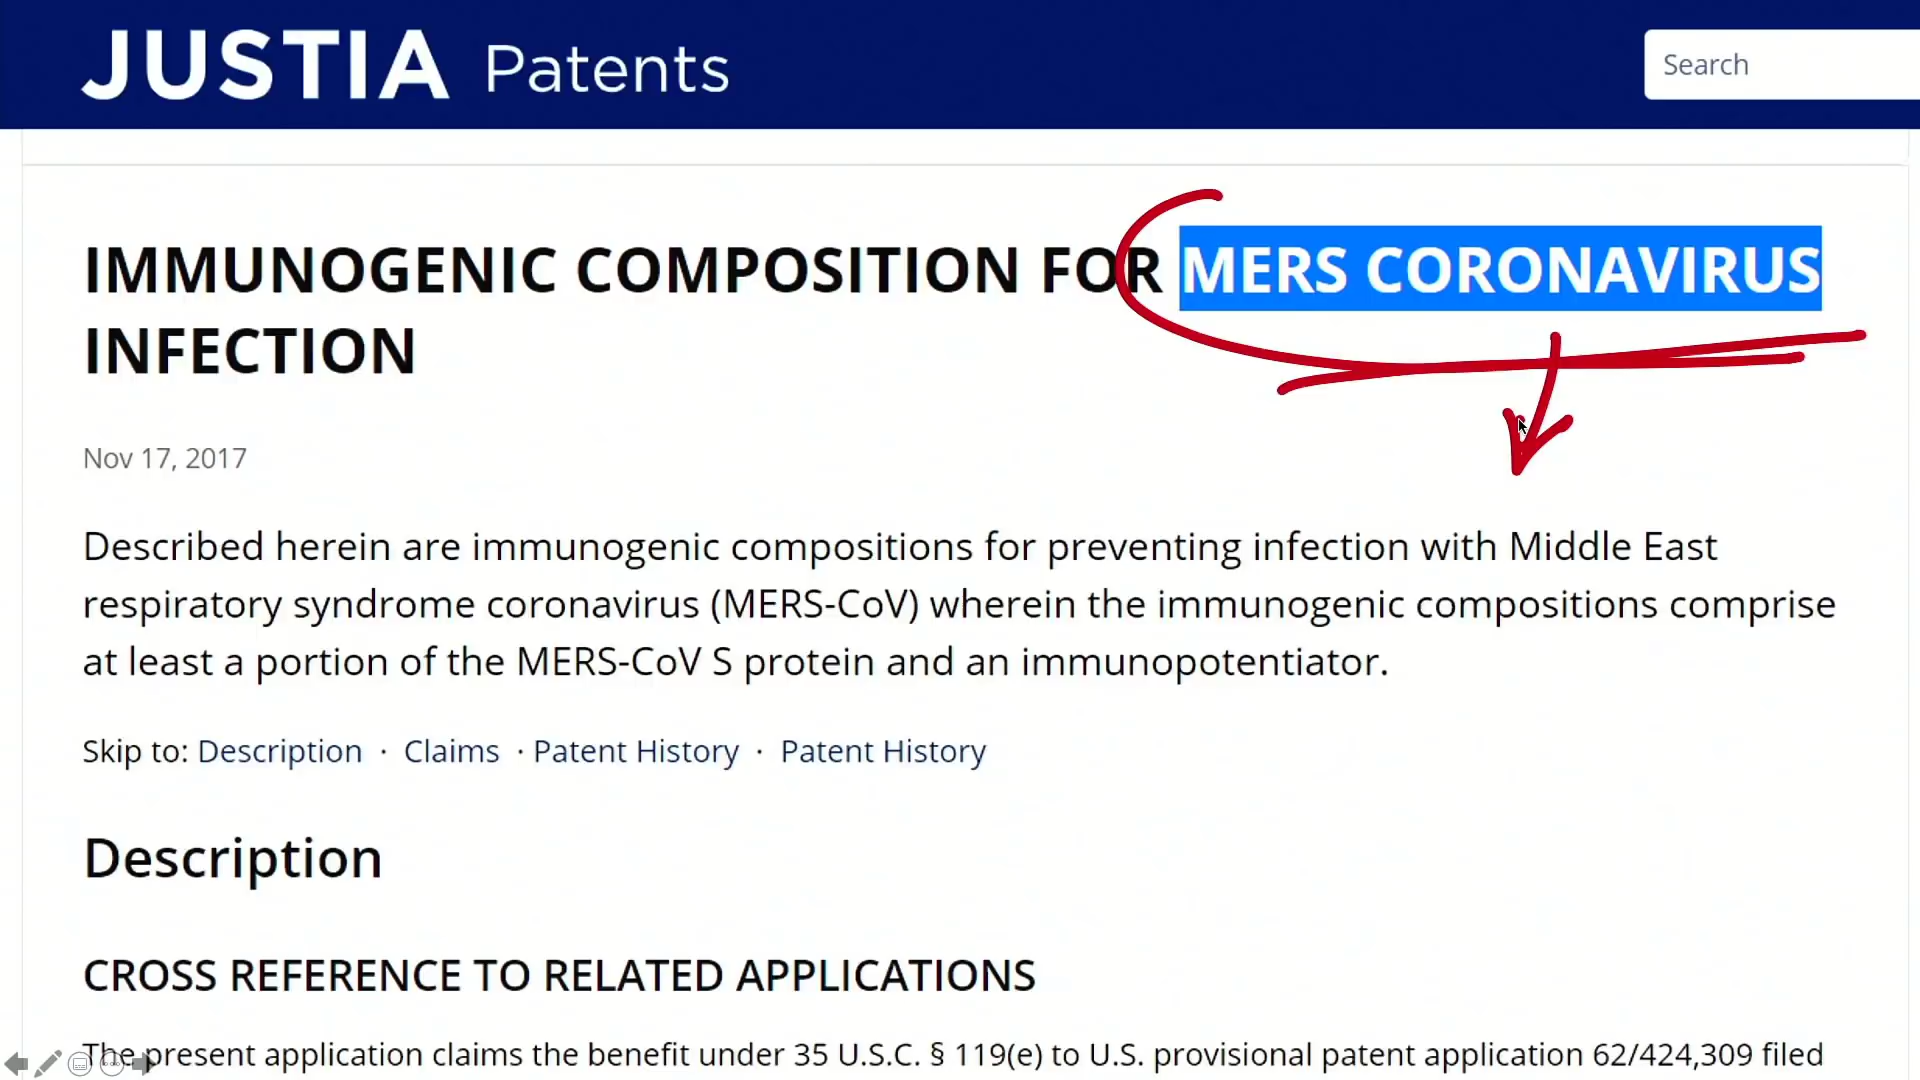 JUSTIA Patents
Search
IMMUNOGENIC COMPOSITION FOR MERS CORONAVIRUS
INFECTION
Nov 17, 2017
Described herein are immunogenic compositions for preventing infection with Middle East
respiratory syndrome coronavirus (MERS-CoV) wherein the immunogenic compositions comprise
at least a portion of the MERS-CoV S protein and an immunopotentiator.
Skip to: Description · Claims · Patent History · Patent History
Description
CROSS REFERENCE TO RELATED APPLICATIONS
The present application claims the benefit under 35 U.S.C. § 119(e) to U.S. provisional patent application 62/424,309 filed